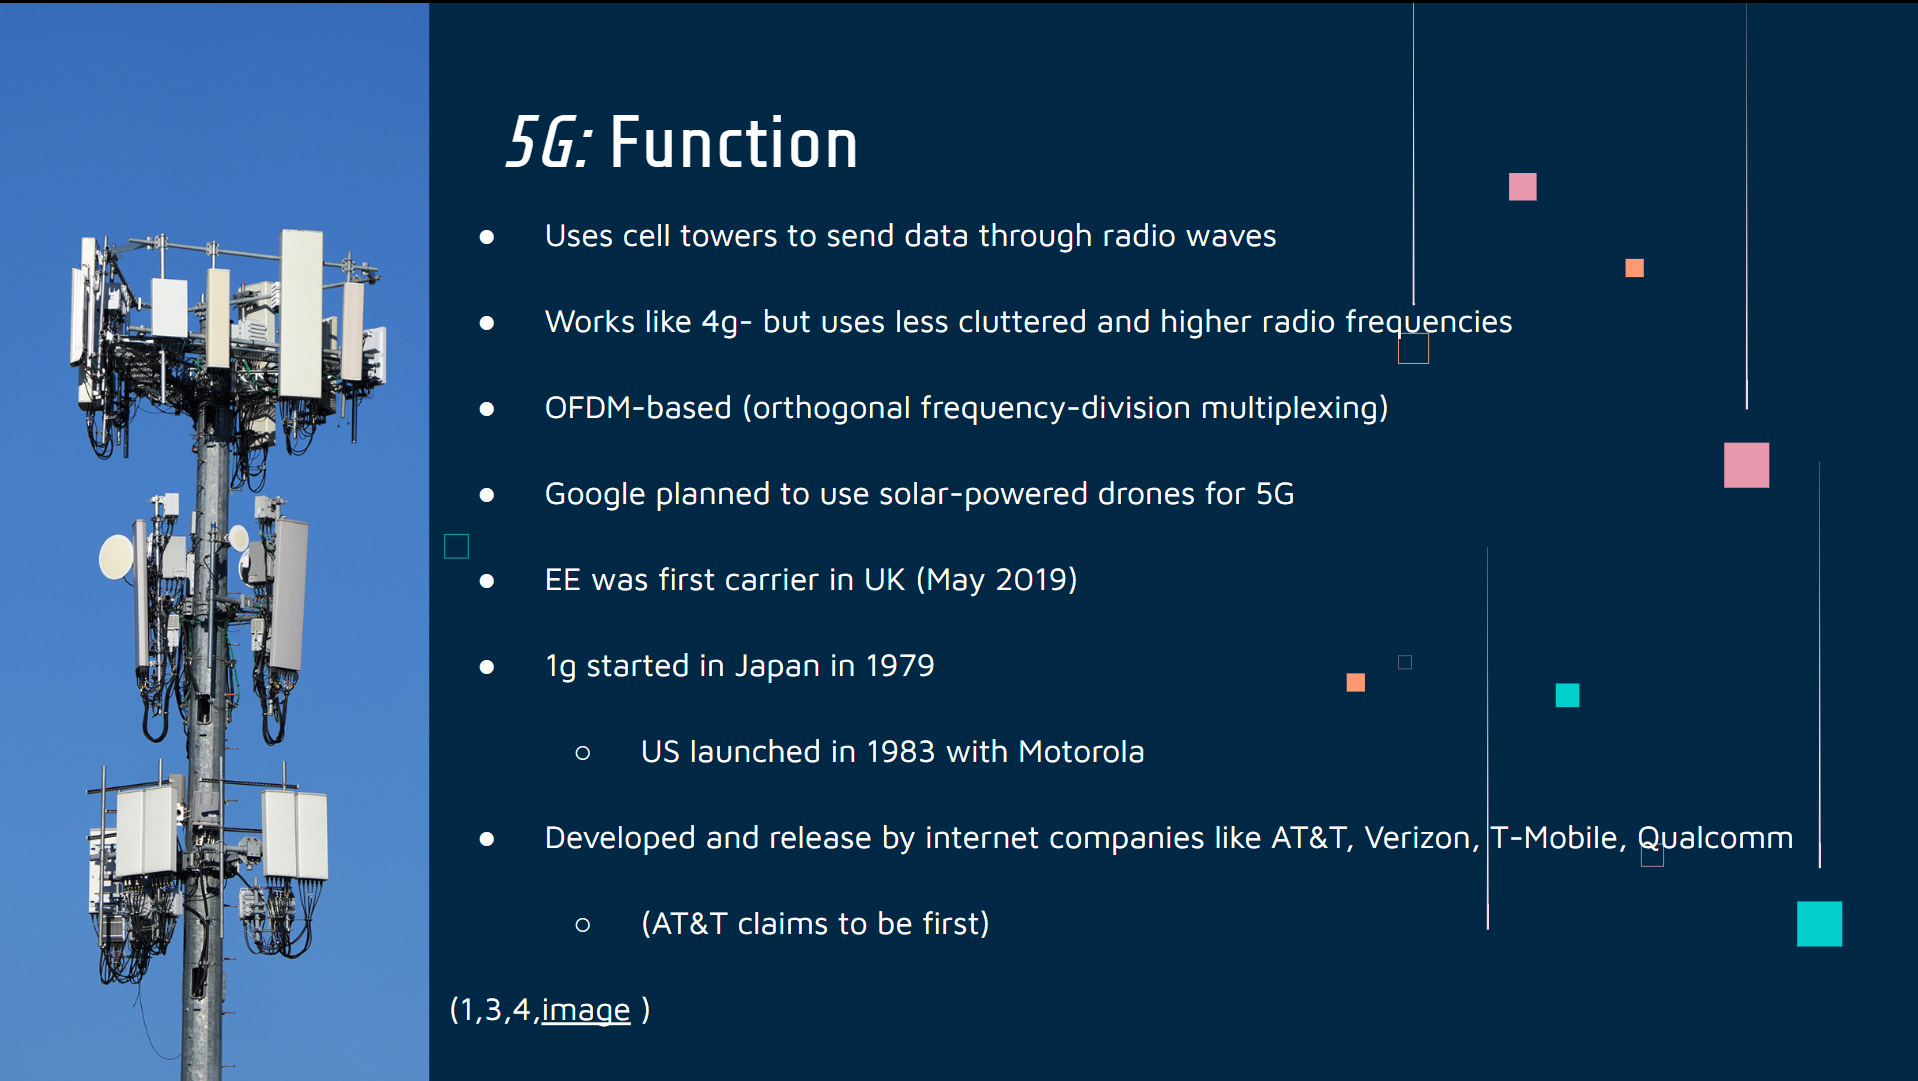 5G: Function
● Uses cell towers to send data through radio waves
● Works like 4g- but uses less cluttered and higher radio frequencies
● OFDM-based (orthogonal frequency-division multiplexing)
● Google planned to use solar-powered drones for 5G
● EE was first carrier in UK (May 2019)
● 1g started in Japan in 1979
○ US launched in 1983 with Motorola
● Developed and release by internet companies like AT&T, Verizon, T-Mobile, Qualcomm
○ (AT&T claims to be first)
(1,3,4,image )